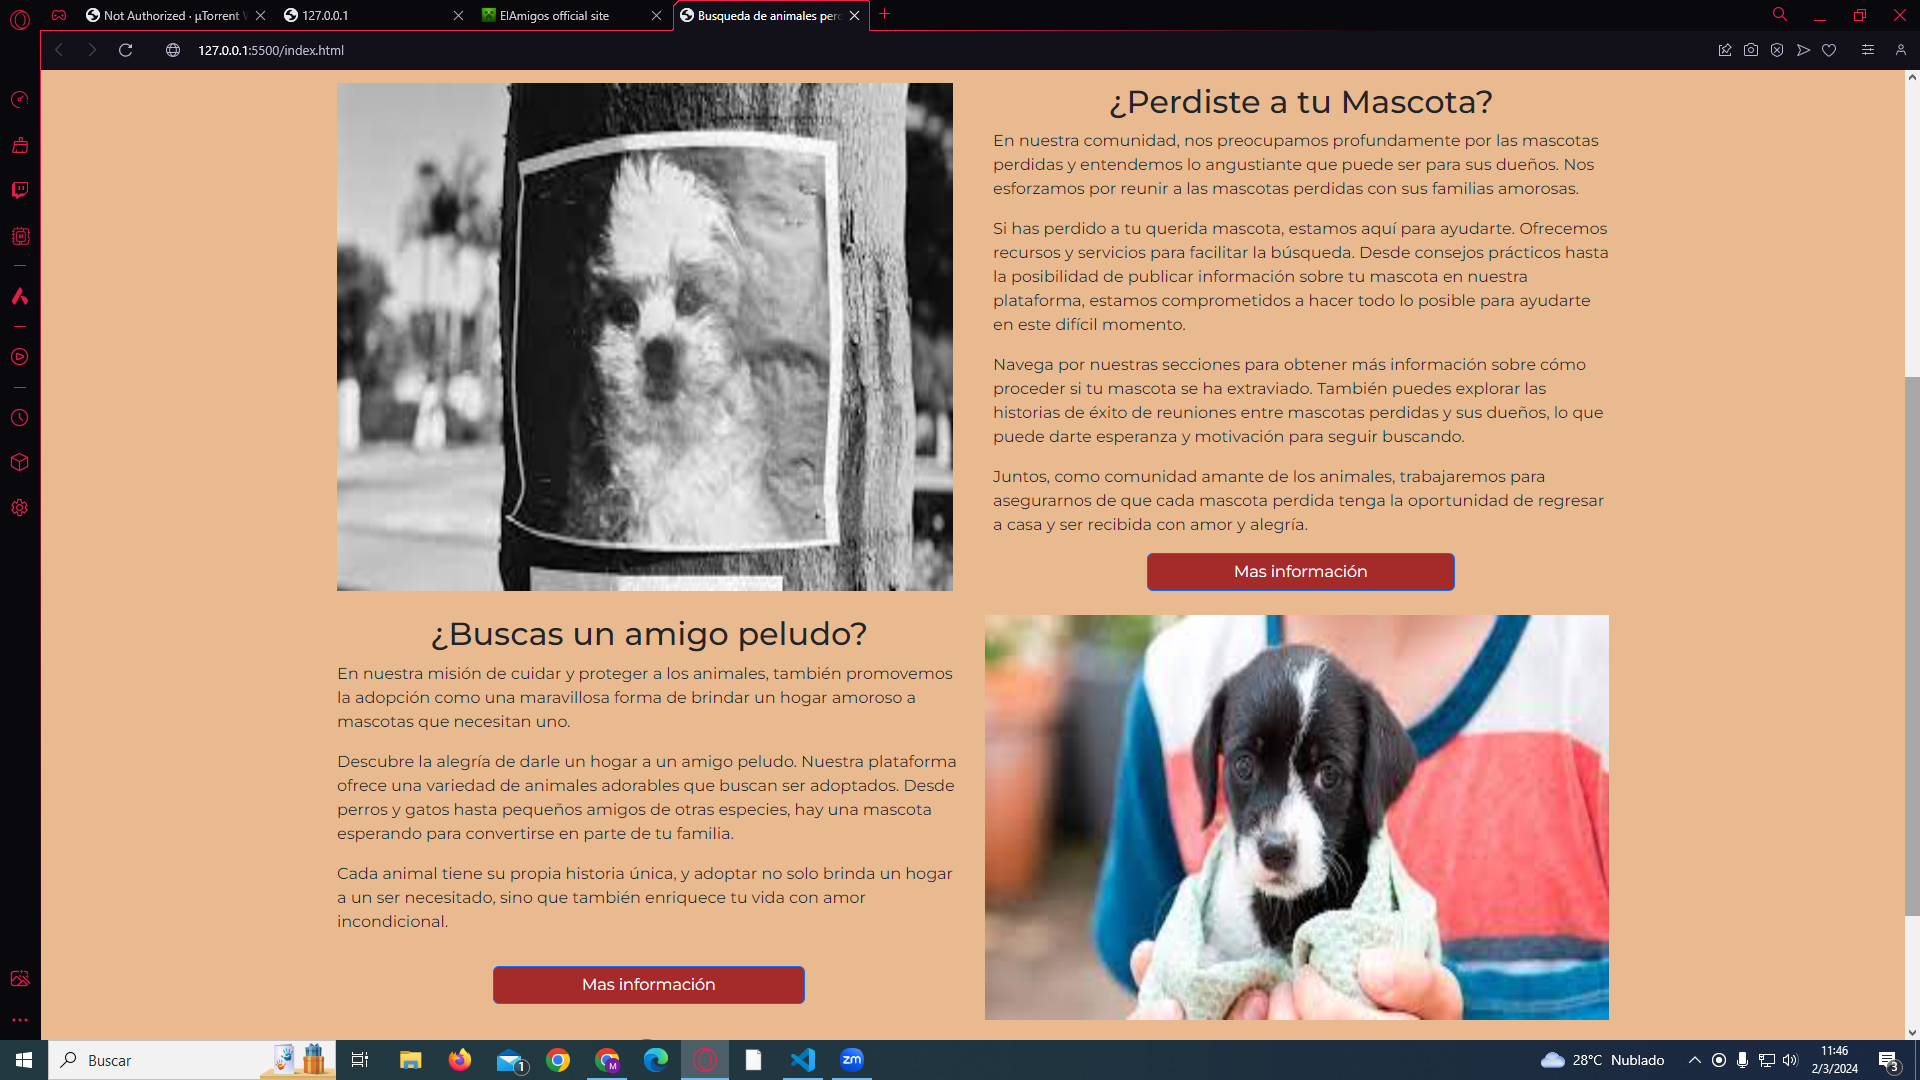 Not Authorized · µTorrent
127.0.0.1
ElAmigos official site
Busqueda de animales
127.0.0.1:5500/index.html
¿Perdiste a tu Mascota?
En nuestra comunidad, nos preocupamos profundamente por las mascotas
perdidas y entendemos lo angustiante que puede ser para sus dueños. Nos
esforzamos por reunir a las mascotas perdidas con sus familias amorosas.
Si has perdido a tu querida mascota, estamos aquí para ayudarte. Ofrecemos
recursos y servicios para facilitar la búsqueda. Desde consejos prácticos hasta
la posibilidad de publicar información sobre tu mascota en nuestra
plataforma, estamos comprometidos a hacer todo lo posible para ayudarte
en este difícil momento.
Navega por nuestras secciones para obtener más información sobre cómo
proceder si tu mascota se ha extraviado. También puedes explorar las
historias de éxito de reuniones entre mascotas perdidas y sus dueños, lo que
puede darte esperanza y motivación para seguir buscando.
Juntos, como comunidad amante de los animales, trabajaremos para
asegurarnos de que cada mascota perdida tenga la oportunidad de regresar
a casa y ser recibida con amor y alegría.
Mas información
¿Buscas un amigo peludo?
En nuestra misión de cuidar y proteger a los animales, también promovemos
la adopción como una maravillosa forma de brindar un hogar amoroso a
mascotas que necesitan uno.
Descubre la alegría de darle un hogar a un amigo peludo. Nuestra plataforma
ofrece una variedad de animales adorables que buscan ser adoptados. Desde
perros y gatos hasta pequeños amigos de otras especies, hay una mascota
esperando para convertirse en parte de tu familia.
Cada animal tiene su propia historia única, y adoptar no solo brinda un hogar
a un ser necesitado, sino que también enriquece tu vida con amor
incondicional.
Mas información
Buscar
1
M
zm
28°C Nublado
11:46
2/3/2024
3